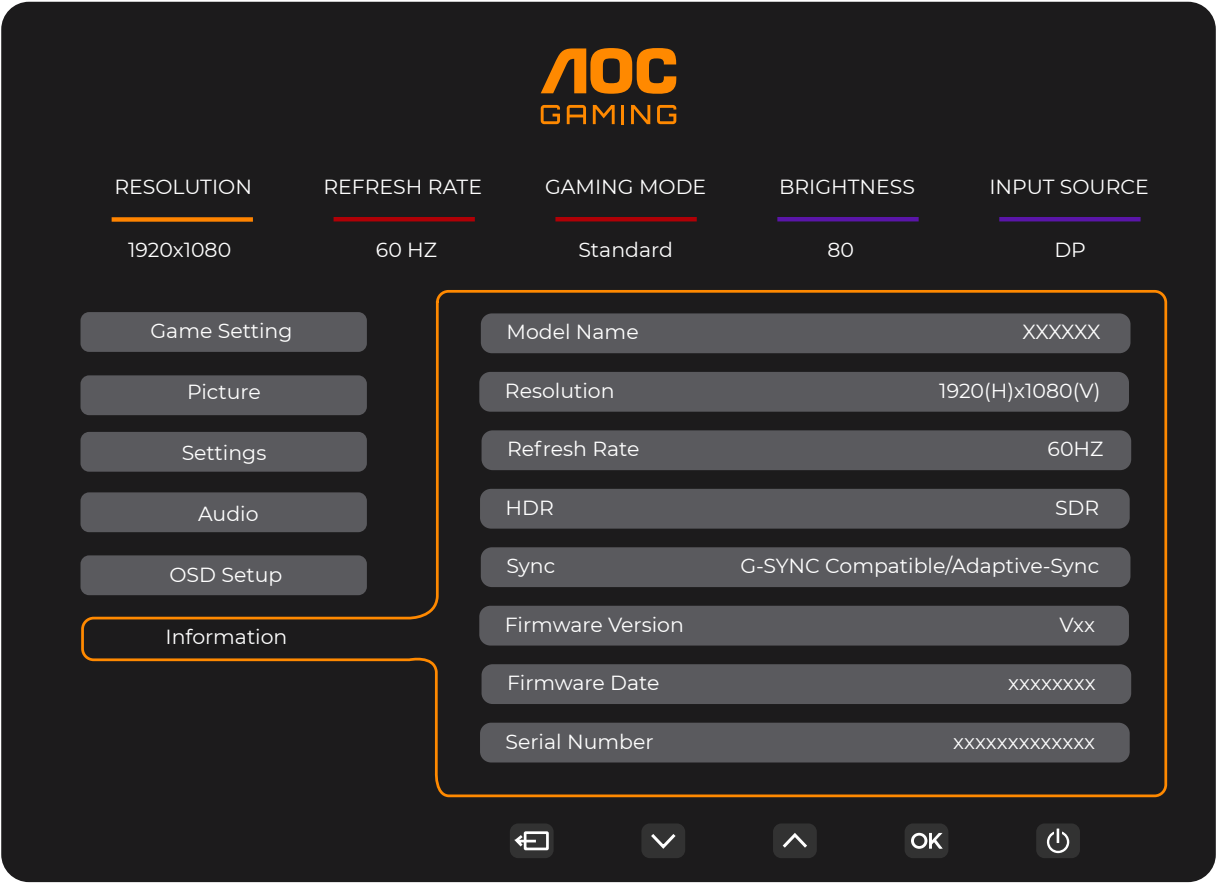 AOC
GAMING
RESOLUTION REFRESH RATE GAMING MODE BRIGHTNESS INPUT SOURCE
1920x1080 60 HZ Standard 80 DP
Game Setting
Picture
Settings
Audio
OSD Setup
Information
Model Name XXXXXX
Resolution 1920(H)x1080(V)
Refresh Rate 60HZ
HDR SDR
Sync G-SYNC Compatible/Adaptive-Sync
Firmware Version Vxx
Firmware Date xxxxxxxx
Serial Number xxxxxxxxxxxxx
OK